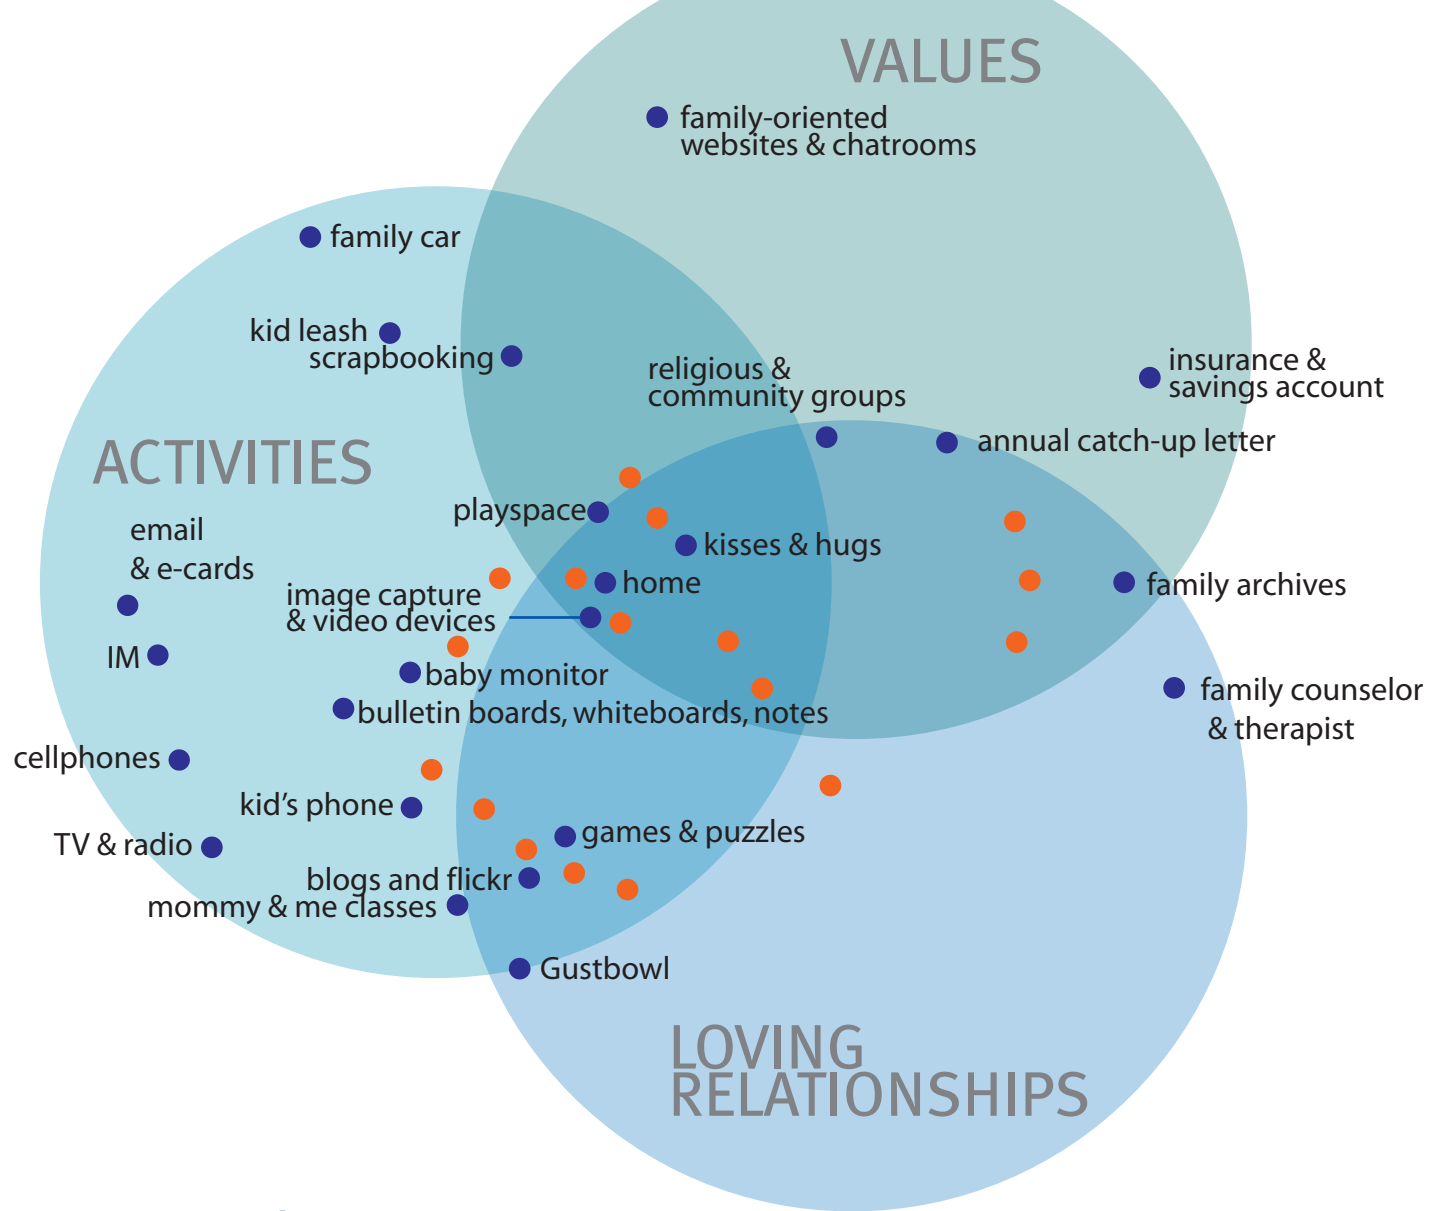 VALUES
family-oriented
websites & chatrooms
family car
kid leash
scrapbooking
religious &
community groups
insurance &
savings account
annual catch-up letter
ACTIVITIES
playspace
email
& e-cards
kisses & hugs
home
family archives
image capture
& video devices
IM
baby monitor
family counselor
& therapist
bulletin boards, whiteboards, notes
cellphones
kid’s phone
games & puzzles
TV & radio
blogs and flickr
mommy & me classes
Gustbowl
LOVING
RELATIONSHIPS